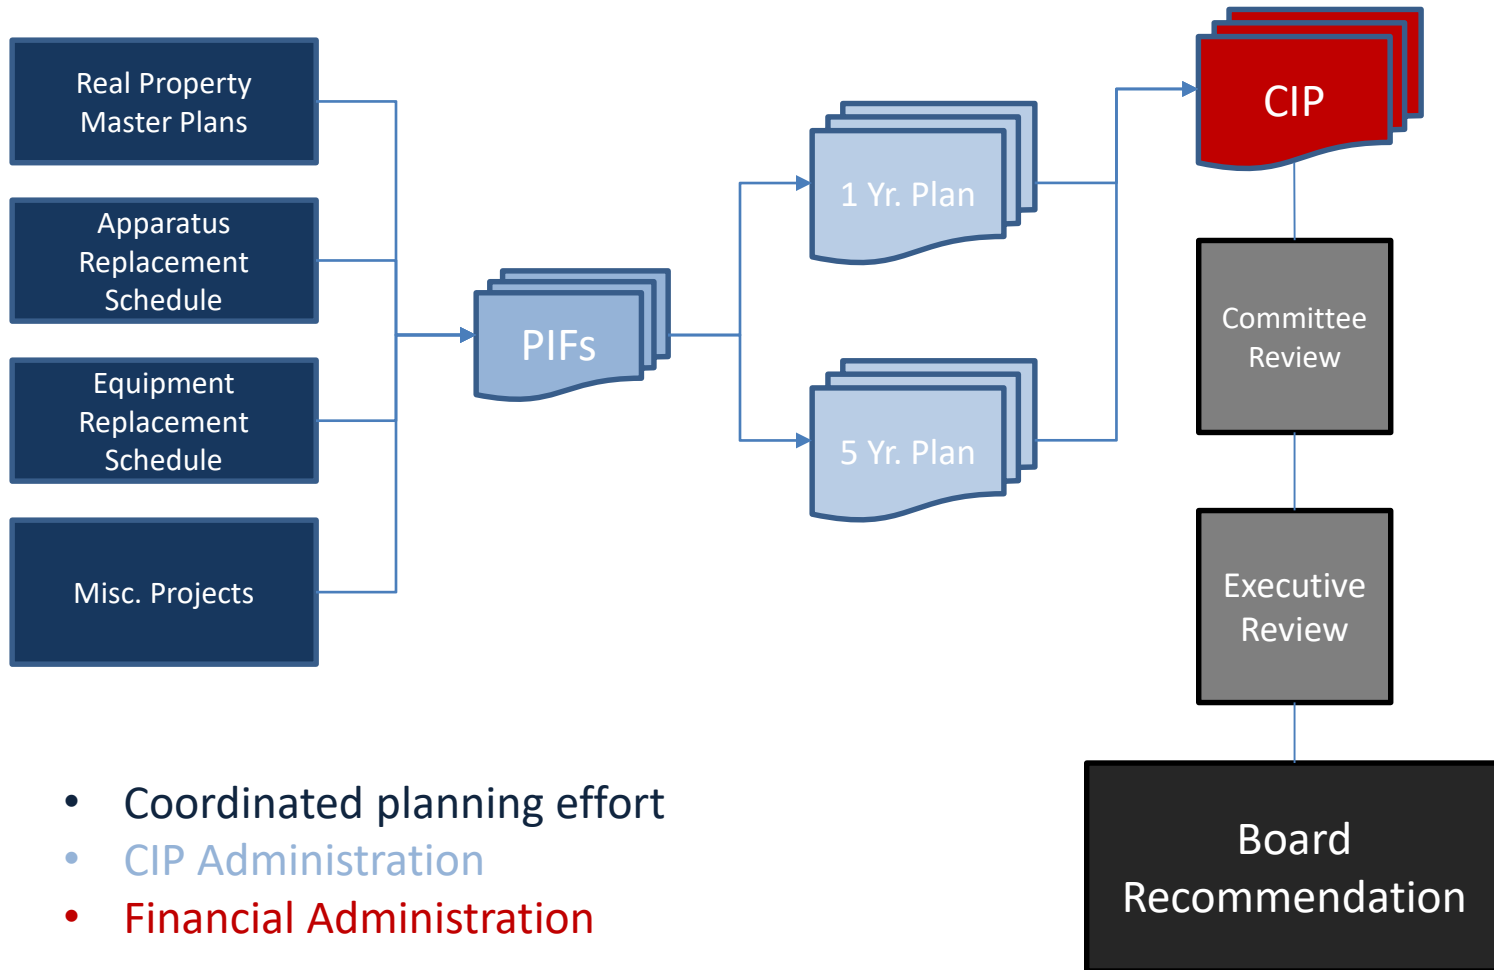 Real Property
Master Plans
Apparatus
Replacement
Schedule
Equipment
Replacement
Schedule
Misc. Projects
PIFs
1 Yr. Plan
5 Yr. Plan
CIP
Committee
Review
Executive
Review
Board
Recommendation
• Coordinated planning effort
• CIP Administration
• Financial Administration